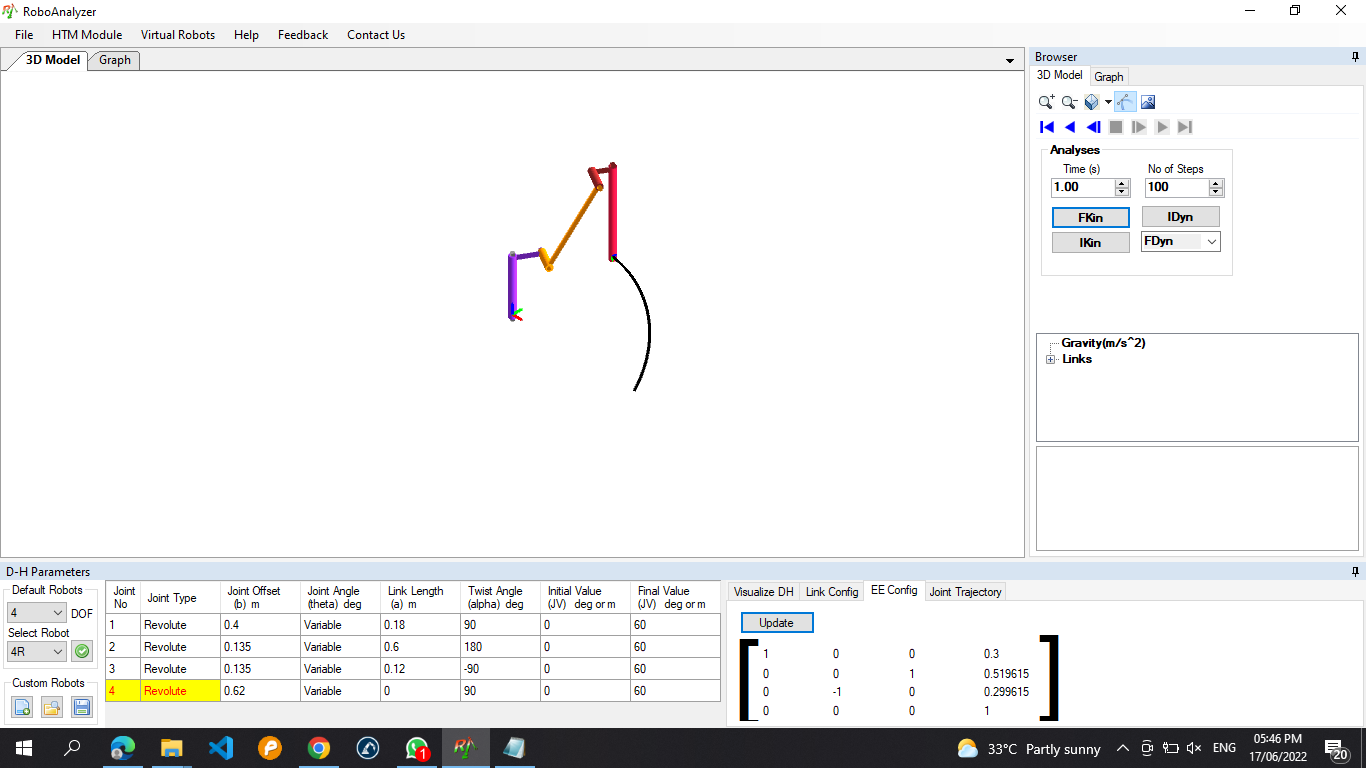 RoboAnalyzer
File HTM Module Virtual Robots Help Feedback Contact Us
3D Model Graph
Browser
3D Model Graph
Analyses
Time (s) No of Steps
1.00 100
FKin IDyn
IKin FDyn
Gravity(m/s^2)
Links
D-H Parameters
Default Robots
4 DOF
Select Robot
4R
Custom Robots
Joint No Joint Type Joint Offset (b) m Joint Angle (theta) deg Link Length (a) m Twist Angle (alpha) deg Initial Value (JV) deg or m Final Value (JV) deg or m
1 Revolute 0.4 Variable 0.18 90 0 60
2 Revolute 0.135 Variable 0.6 180 0 60
3 Revolute 0.135 Variable 0.12 -90 0 60
4 Revolute 0.62 Variable 0 90 0 60
Visualize DH Link Config EE Config Joint Trajectory
Update
1 0 0 0.3
0 0 1 0.519615
0 -1 0 0.299615
0 0 0 1
1
33°C Partly sunny
ENG
05:46 PM
17/06/2022
20